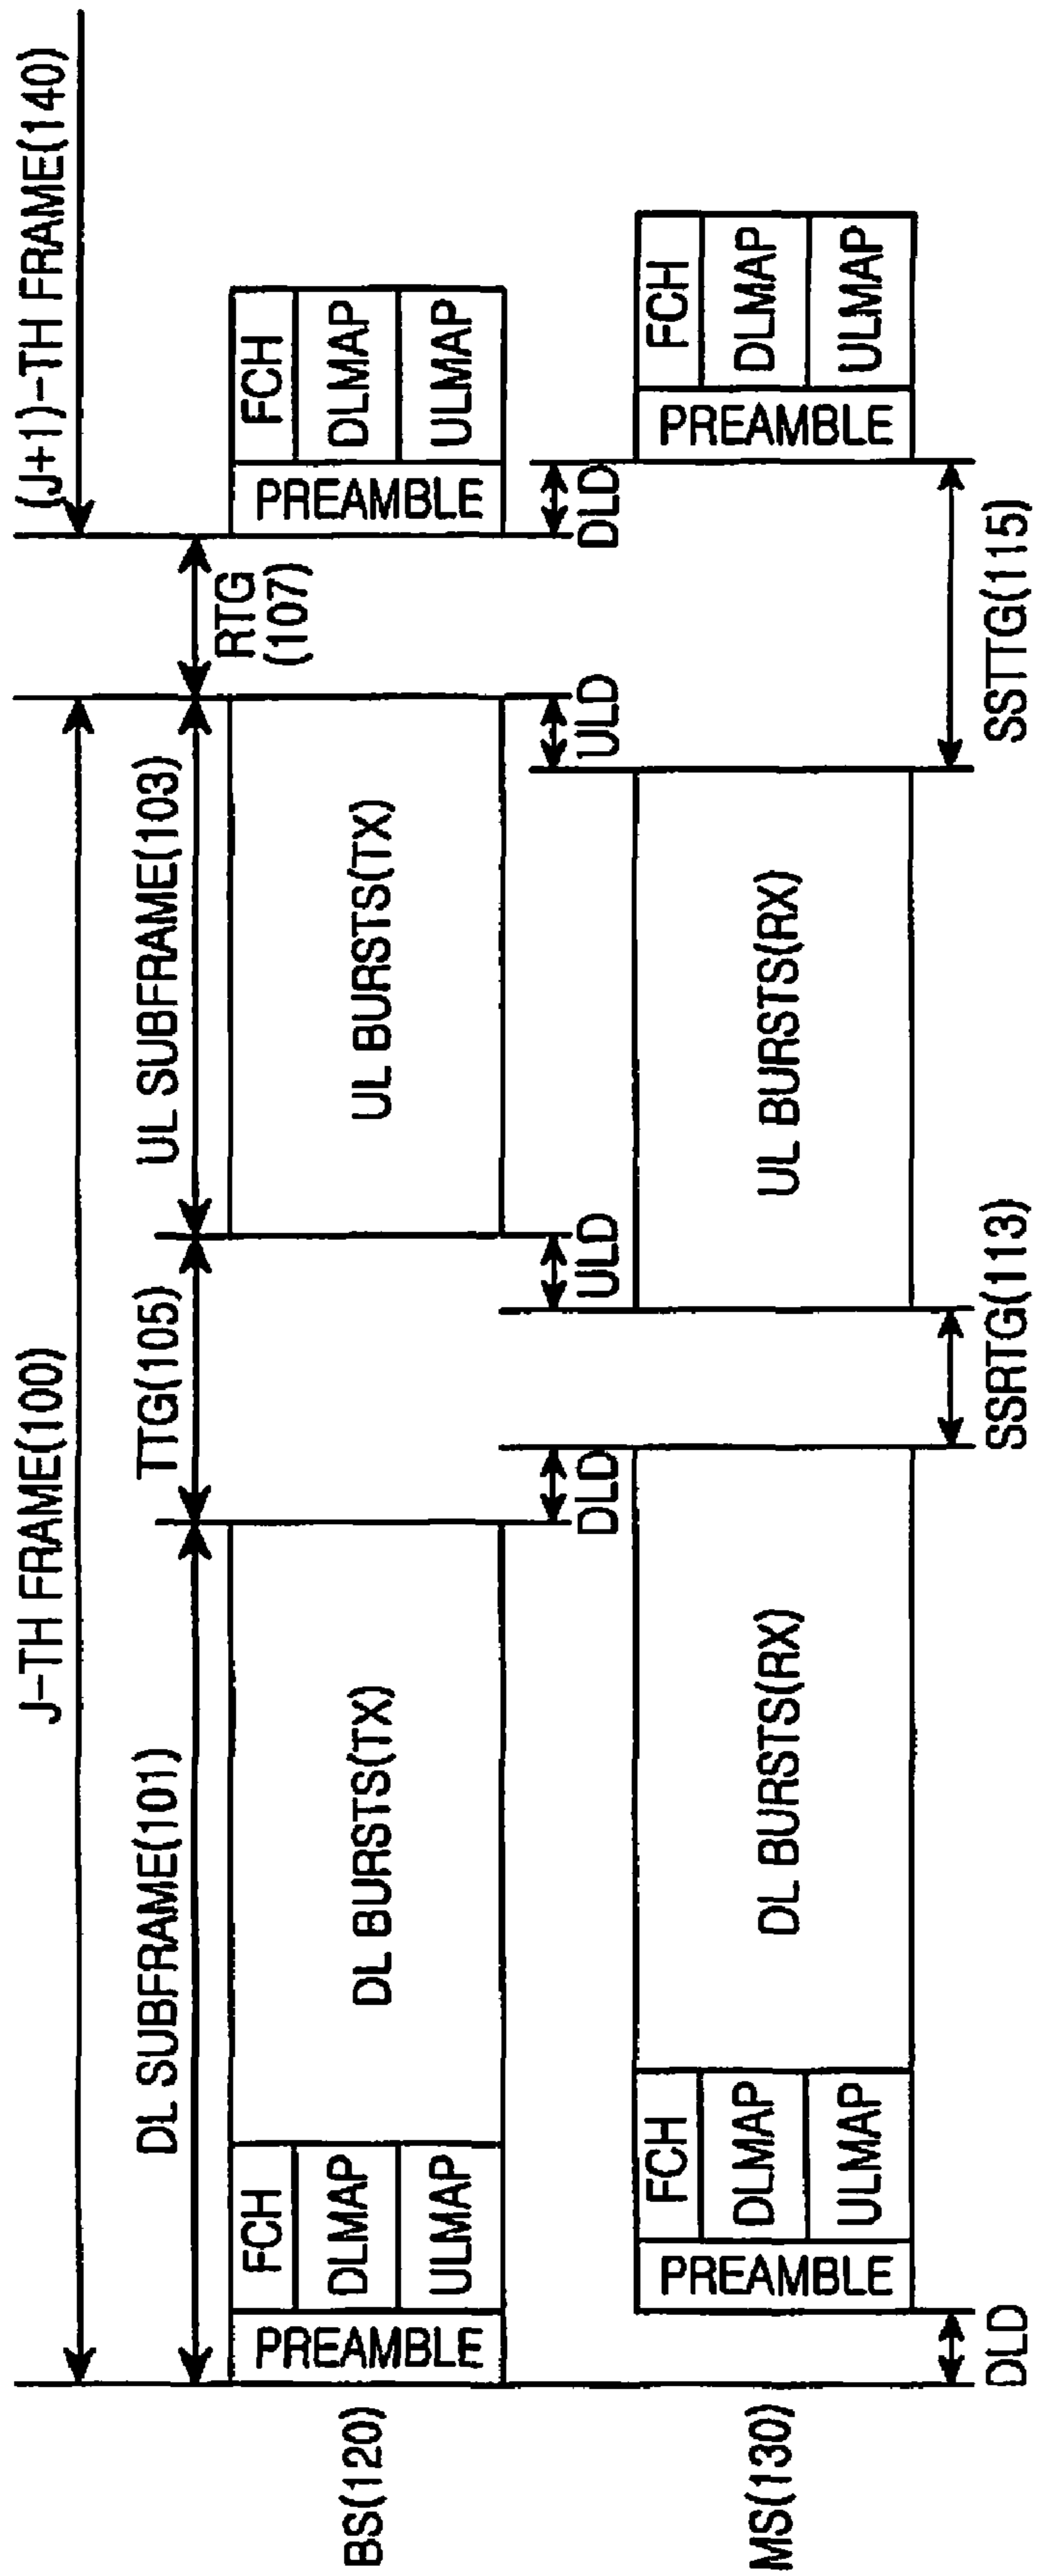 J-TH FRAME(100)
(J+1)-TH FRAME(140)
DL SUBFRAME(101)
TTG(105)
UL SUBFRAME(103)
RTG
(107)
BS(120)
PREAMBLE
FCH
DLMAP
ULMAP
DL BURSTS(TX)
UL BURSTS(TX)
PREAMBLE
FCH
DLMAP
ULMAP
DLD
ULD
ULD
DLD
MS(130)
PREAMBLE
FCH
DLMAP
ULMAP
DL BURSTS(RX)
UL BURSTS(RX)
PREAMBLE
FCH
DLMAP
ULMAP
DLD
SSRTG(113)
SSTTG(115)